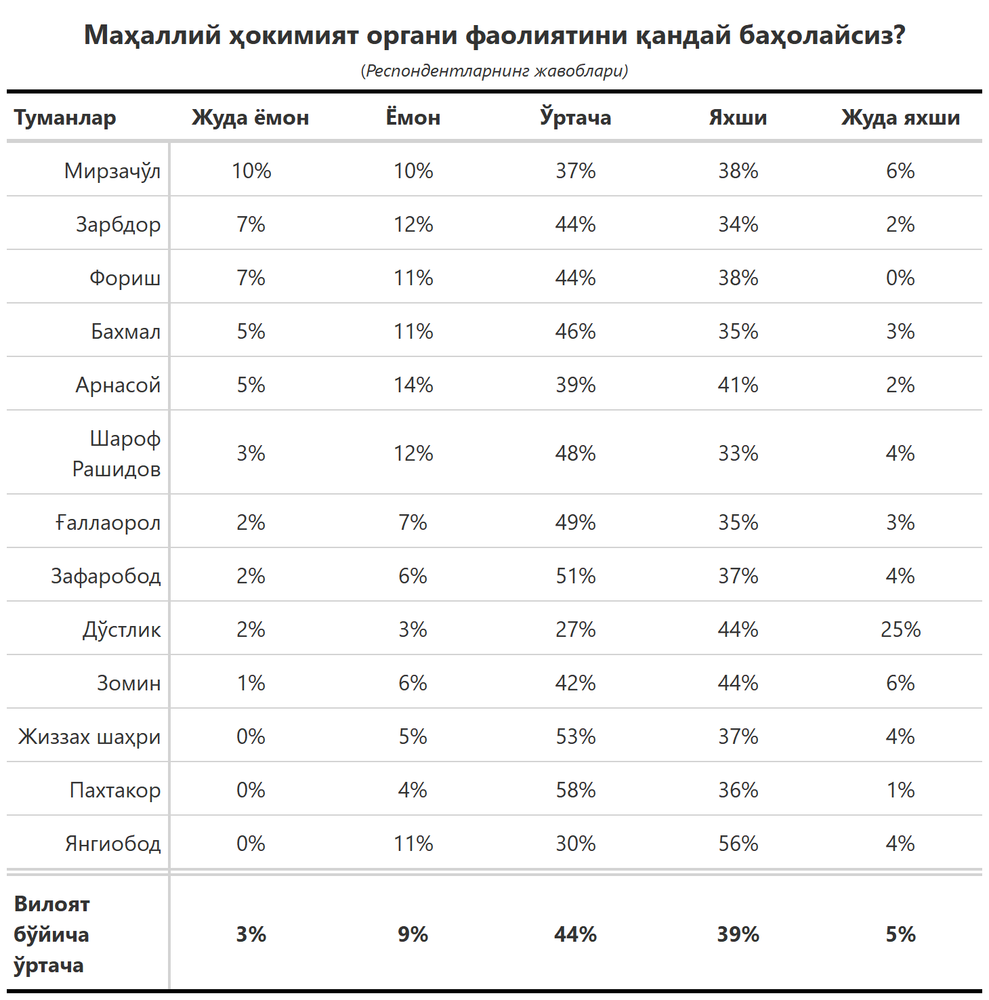 Маҳаллий ҳокимият органи фаолиятини қандай баҳолайсиз?
(Респондентларнинг жавоблари)
Туманлар Жуда ёмон Ёмон Ўртача Яхши Жуда яхши
Мирзачўл 10% 10% 37% 38% 6%
Зарбдор 7% 12% 44% 34% 2%
Фориш 7% 11% 44% 38% 0%
Бахмал 5% 11% 46% 35% 3%
Арнасой 5% 14% 39% 41% 2%
Шароф
Рашидов 3% 12% 48% 33% 4%
Ғаллаорол 2% 7% 49% 35% 3%
Зафаробод 2% 6% 51% 37% 4%
Дўстлик 2% 3% 27% 44% 25%
Зомин 1% 6% 42% 44% 6%
Жиззах шаҳри 0% 5% 53% 37% 4%
Пахтакор 0% 4% 58% 36% 1%
Янгиобод 0% 11% 30% 56% 4%
Вилоят
бўйича 3% 9% 44% 39% 5%
ўртача